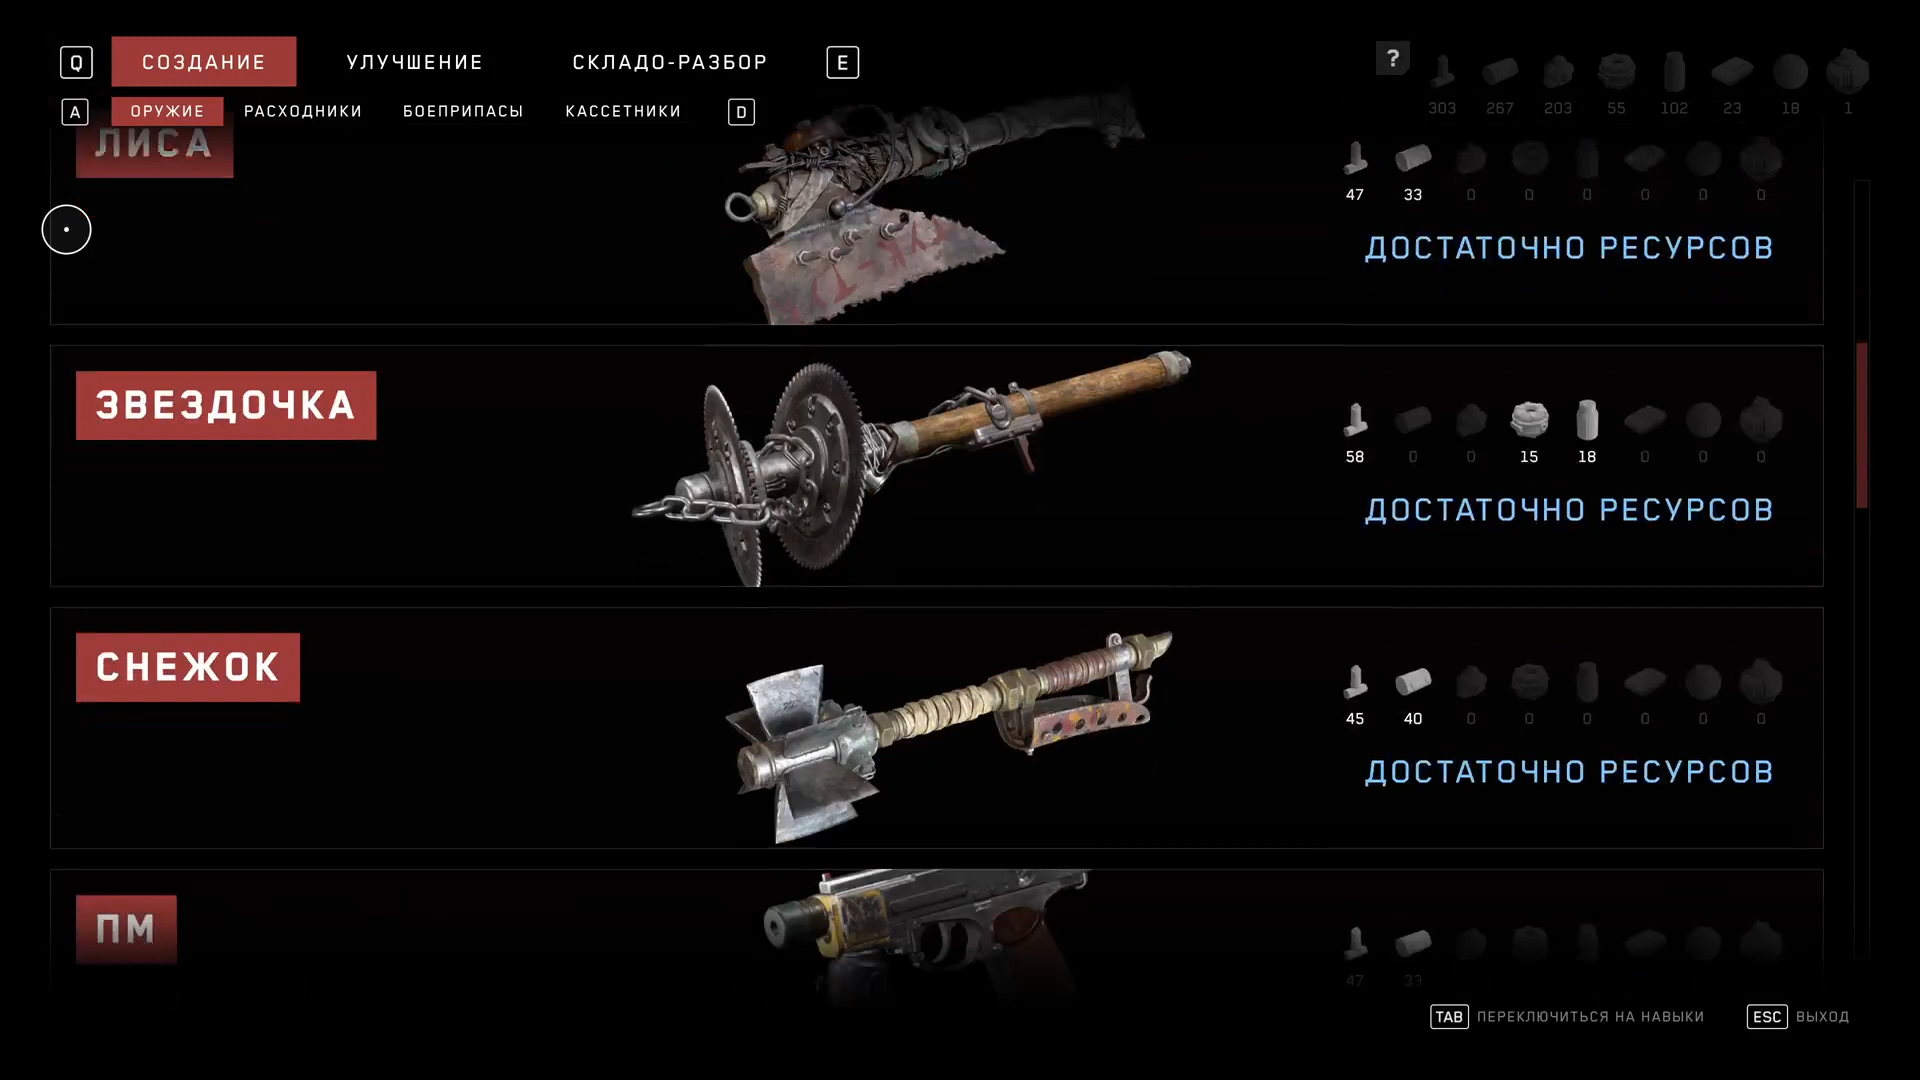 Q СОЗДАНИЕ УЛУЧШЕНИЕ СКЛАДО-РАЗБОР E ?
A ОРУЖИЕ РАСХОДНИКИ БОЕПРИПАСЫ КАССЕТНИКИ D
303 267 203 55 102 23 18 1
ЛИСА
47 33 0 0 0 0 0 0
ДОСТАТОЧНО РЕСУРСОВ
ЗВЕЗДОЧКА
58 0 0 15 18 0 0 0
ДОСТАТОЧНО РЕСУРСОВ
СНЕЖОК
45 40 0 0 0 0 0 0
ДОСТАТОЧНО РЕСУРСОВ
ПМ
47 33
TAB ПЕРЕКЛЮЧИТЬСЯ НА НАВЫКИ ESC ВЫХОД